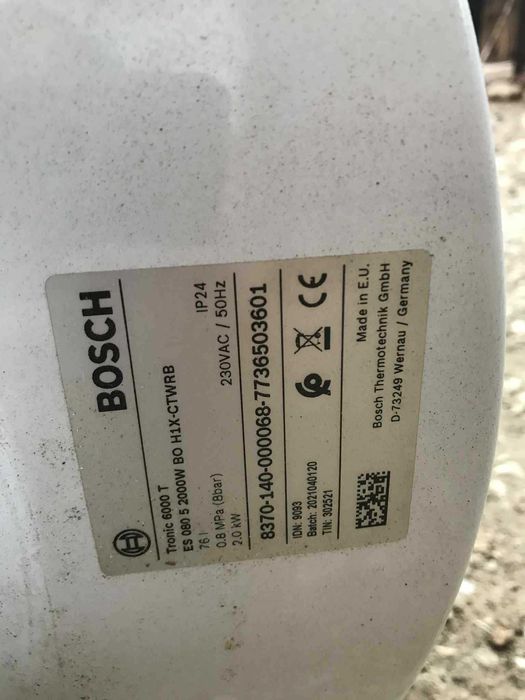 BOSCH
Tronic 6000 T
ES 080 5 2000W BO H1X-CTWRB
76 l
0.8 MPa (8bar) IP24
2.0 kW 230VAC / 50Hz
8370-140-000068-7736503601
IDN: 9093
Batch: 2021040120
TIN: 302521
CE
Made in E.U.
Bosch Thermotechnik GmbH
D-73249 Wernau / Germany